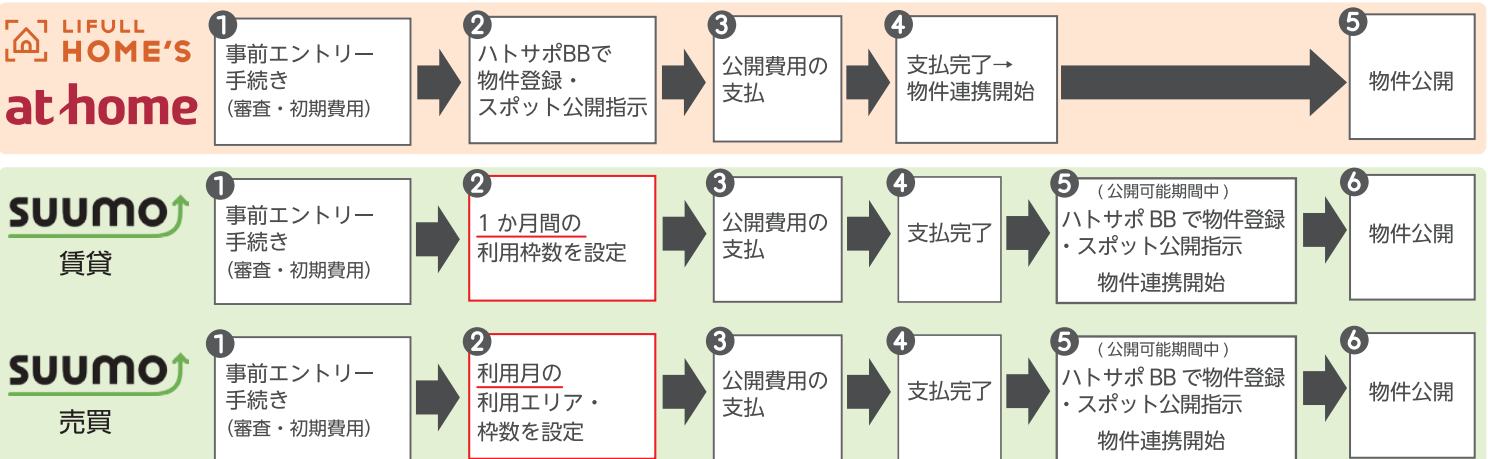 LIFULL
HOME'S
at home
1
事前エントリー
手続き
（審査・初期費用）
2
ハトサポBBで
物件登録・
スポット公開指示
3
公開費用の
支払
4
支払完了→
物件連携開始
5
物件公開
suumo
賃貸
1
事前エントリー
手続き
（審査・初期費用）
2
1 か月間の
利用枠数を設定
3
公開費用の
支払
4
支払完了
5
( 公開可能期間中 )
ハトサポ BB で物件登録
・スポット公開指示
物件連携開始
6
物件公開
suumo
売買
1
事前エントリー
手続き
（審査・初期費用）
2
利用月の
利用エリア・
枠数を設定
3
公開費用の
支払
4
支払完了
5
( 公開可能期間中 )
ハトサポ BB で物件登録
・スポット公開指示
物件連携開始
6
物件公開